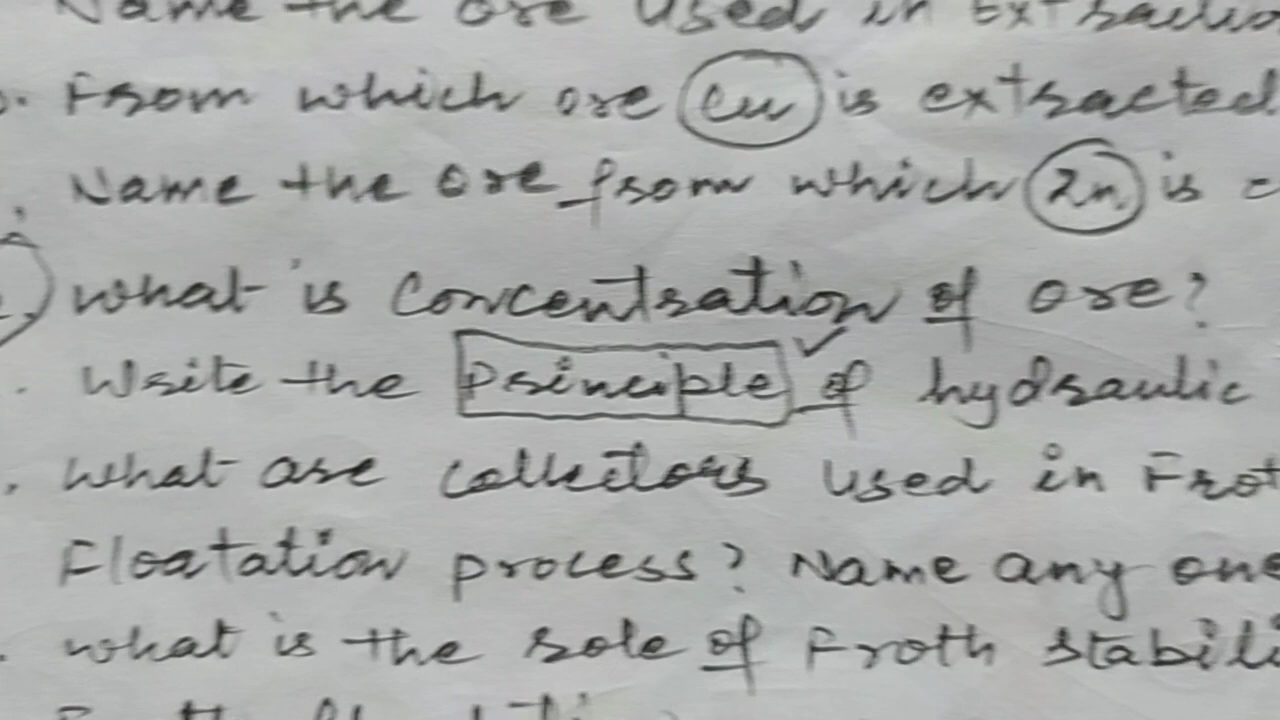 Name the ore used in Extractio
From which ore Cu is extracted
Name the ore from which Zn is
What is Concentration of ore?
Write the Principle of hydraulic
What are collectors used in Frot
Floatation process? Name any one
What is the role of Froth stabili